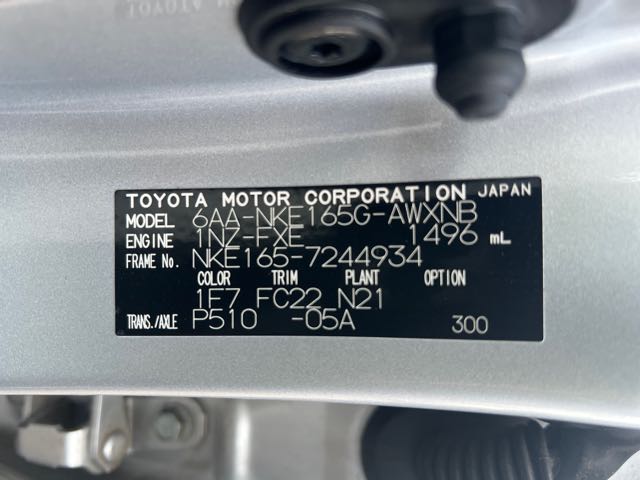 TOYOTA MOTOR CORPORATION JAPAN
MODEL 6AA-NKE165G-AWXNB
ENGINE 1NZ-FXE 1496 mL
FRAME No. NKE165-7244934
COLOR TRIM PLANT OPTION
1F7 FC22 N21
TRANS./AXLE P510 -05A 300